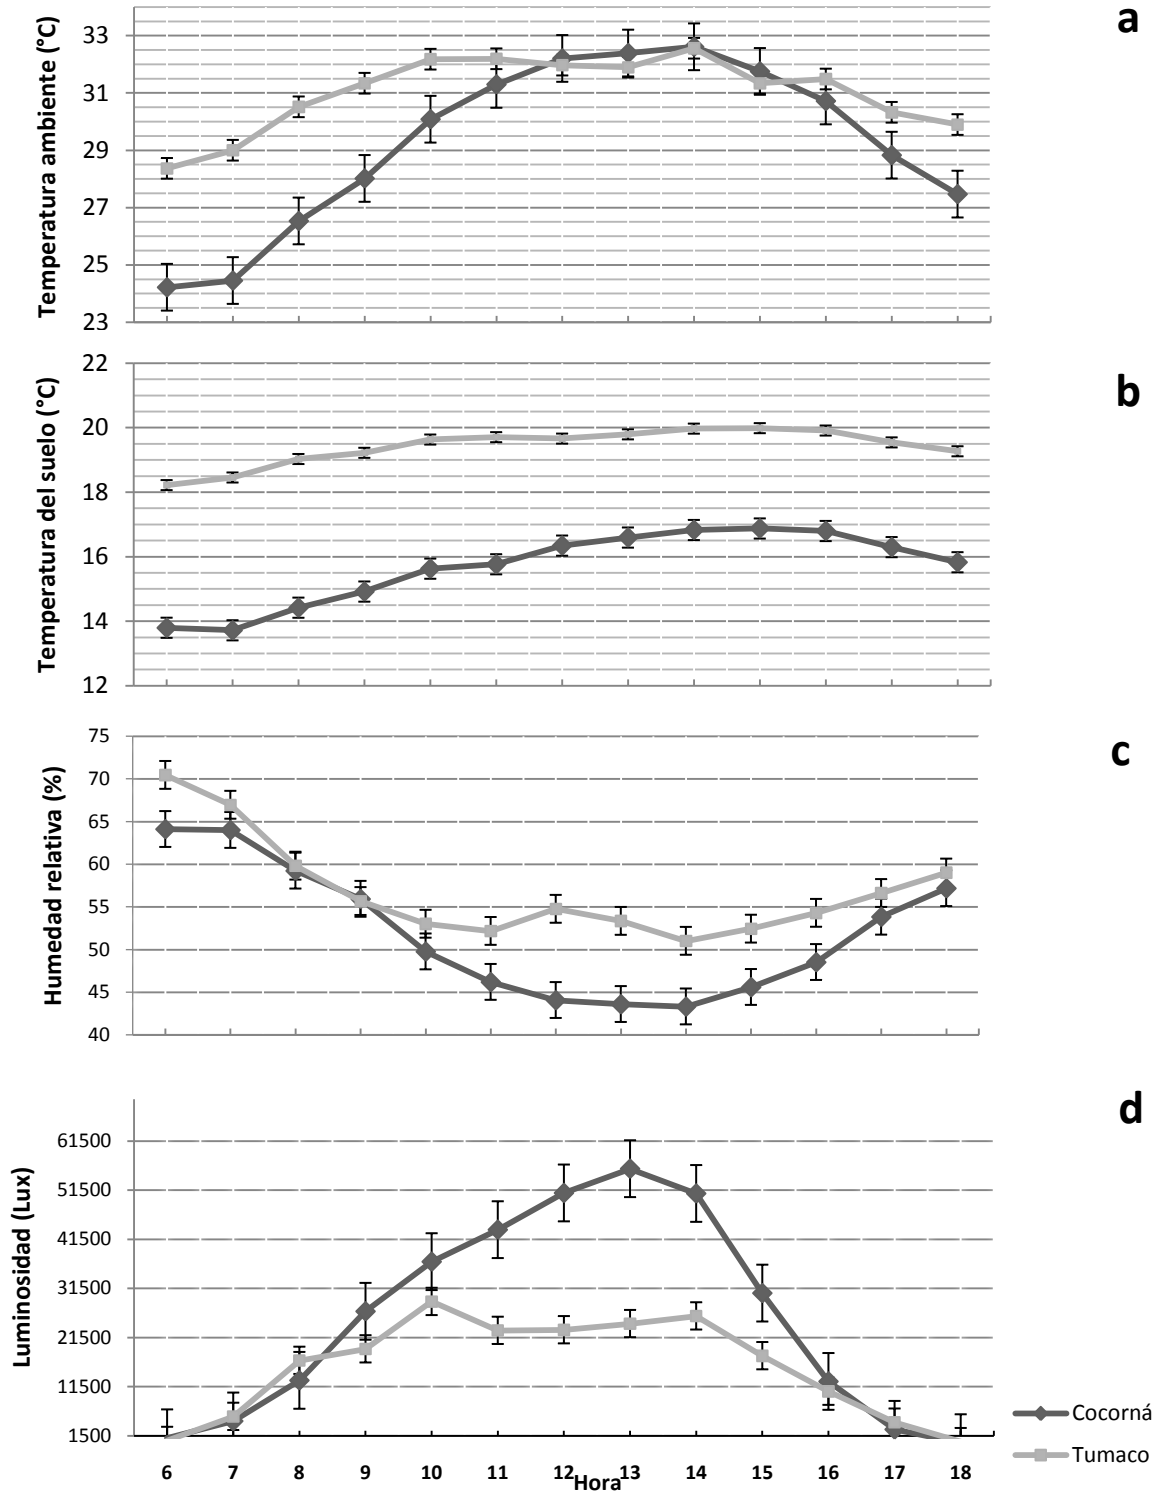 a
Temperatura ambiente (°C)
33
31
29
27
25
23
b
Temperatura del suelo (°C)
22
20
18
16
14
12
c
Humedad relativa (%)
75
70
65
60
55
50
45
40
d
Luminosidad (Lux)
61500
51500
41500
31500
21500
11500
1500
6 7 8 9 10 11 12 13 14 15 16 17 18
Hora
Cocorná
Tumaco